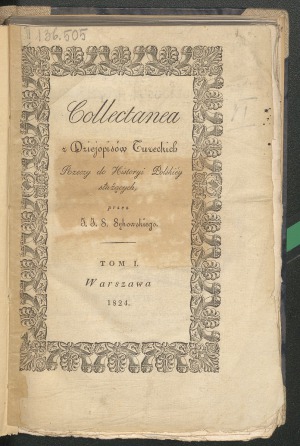 136.505
Collectanea
z Dziejopisów Tureckich
Rzeczy do Historyi Polskiéy
służących,
przez
J. J. S. Sękowskiego.
TOM I.
Warszawa
1824.